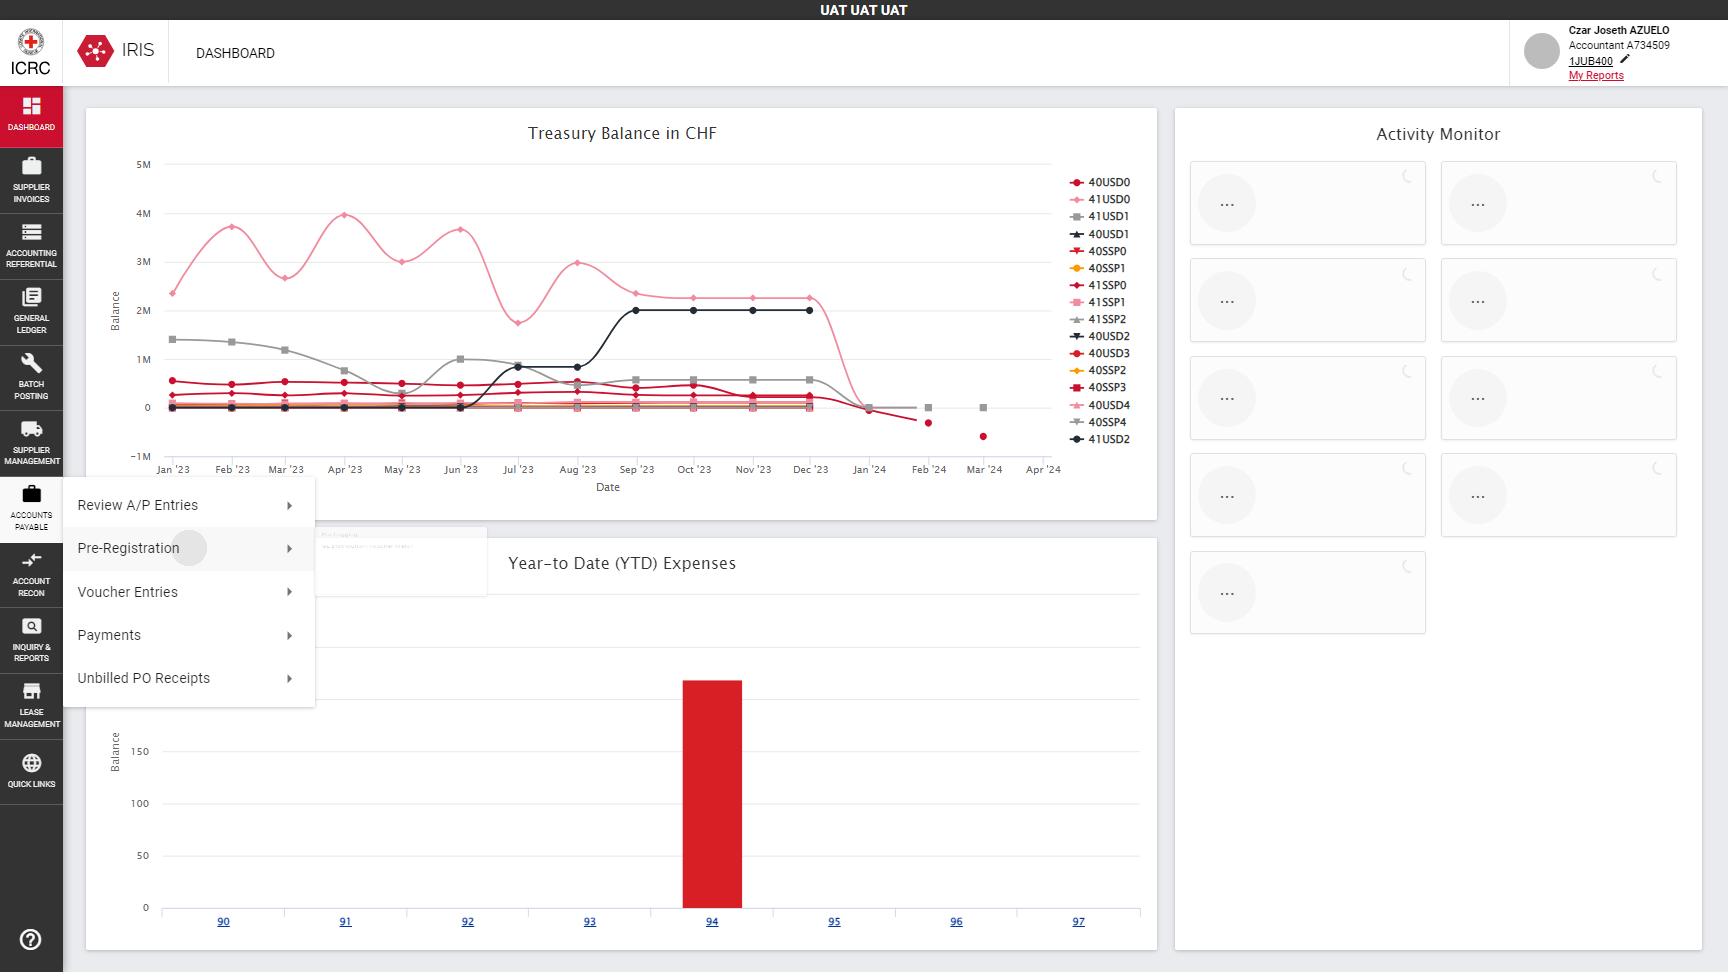 UAT UAT UAT
ICRC
IRIS
DASHBOARD
Czar Joseth AZUELO
Accountant A734509
1JUB400
My Reports
DASHBOARD
SUPPLIER
INVOICES
ACCOUNTING
REFERENTIAL
GENERAL
LEDGER
BATCH
POSTING
SUPPLIER
MANAGEMENT
ACCOUNTS
PAYABLE
ACCOUNT
RECON
INQUIRY &
REPORTS
LEASE
MANAGEMENT
QUICK LINKS
Review A/P Entries
Pre-Registration
Voucher Entries
Payments
Unbilled PO Receipts
Treasury Balance in CHF
5M
4M
3M
2M
1M
0
−1M
Balance
Jan '23
Feb '23
Mar '23
Apr '23
May '23
Jun '23
Jul '23
Aug '23
Sep '23
Oct '23
Nov '23
Dec '23
Jan '24
Feb '24
Mar '24
Apr '24
Date
40USD0
41USD0
41USD1
40USD1
40SSP0
40SSP1
41SSP0
41SSP1
41SSP2
40USD2
40USD3
40SSP2
40SSP3
40USD4
40SSP4
41USD2
Year-to Date (YTD) Expenses
Balance
150
100
50
0
90
91
92
93
94
95
96
97
Activity Monitor
...
...
...
...
...
...
...
...
...